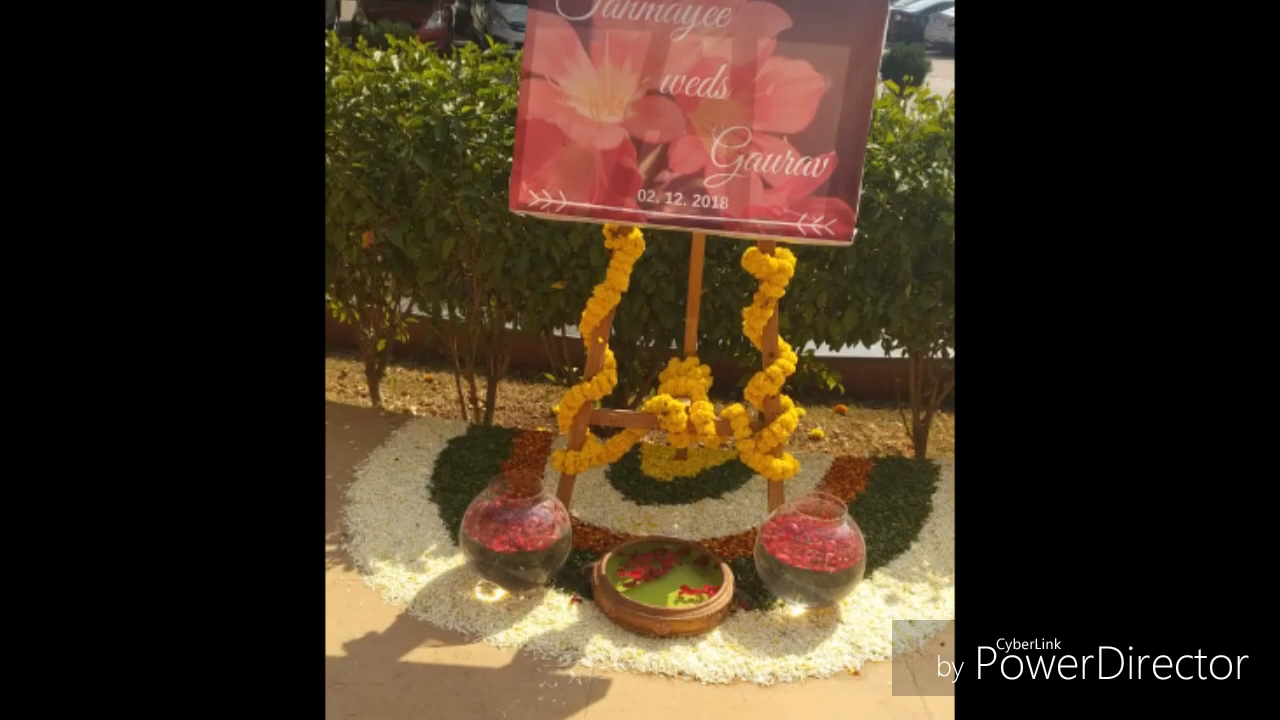 Tanmayee
weds
Gaurav
02. 12. 2018
CyberLink
by PowerDirector